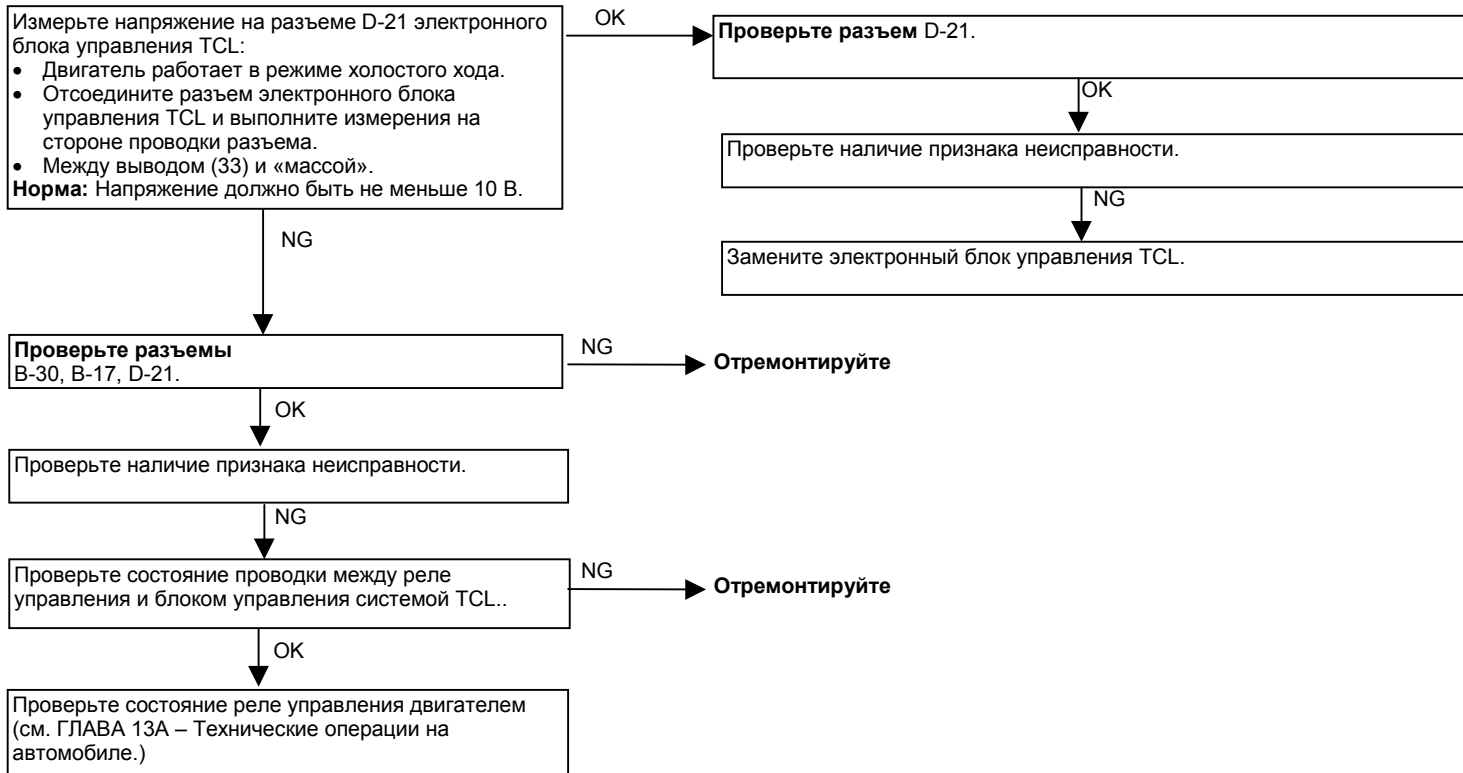 Измерьте напряжение на разъеме D-21 электронного
блока управления TCL:
• Двигатель работает в режиме холостого хода.
• Отсоедините разъем электронного блока
управления TCL и выполните измерения на
стороне проводки разъема.
• Между выводом (33) и «массой».
Норма: Напряжение должно быть не меньше 10 В.
OK
Проверьте разъем D-21.
OK
Проверьте наличие признака неисправности.
NG
Замените электронный блок управления TCL.
NG
Проверьте разъемы
B-30, B-17, D-21.
NG
Отремонтируйте
OK
Проверьте наличие признака неисправности.
NG
Проверьте состояние проводки между реле
управления и блоком управления системой TCL..
NG
Отремонтируйте
OK
Проверьте состояние реле управления двигателем
(см. ГЛАВА 13А – Технические операции на
автомобиле.)